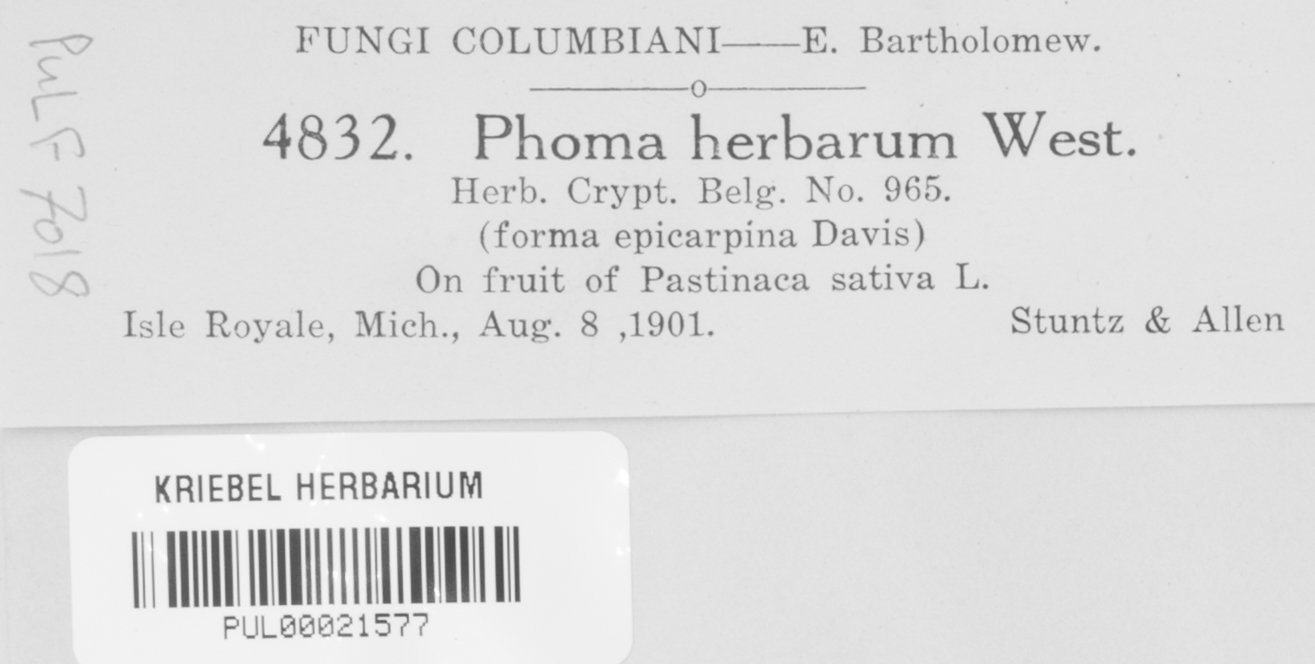 FUNGI COLUMBIANI——E. Bartholomew.
o
4832. Phoma herbarum West.
Herb. Crypt. Belg. No. 965.
(forma epicarpina Davis)
On fruit of Pastinaca sativa L.
Isle Royale, Mich., Aug. 8 ,1901. Stuntz & Allen
PUL F 7018
KRIEBEL HERBARIUM
PUL00021577